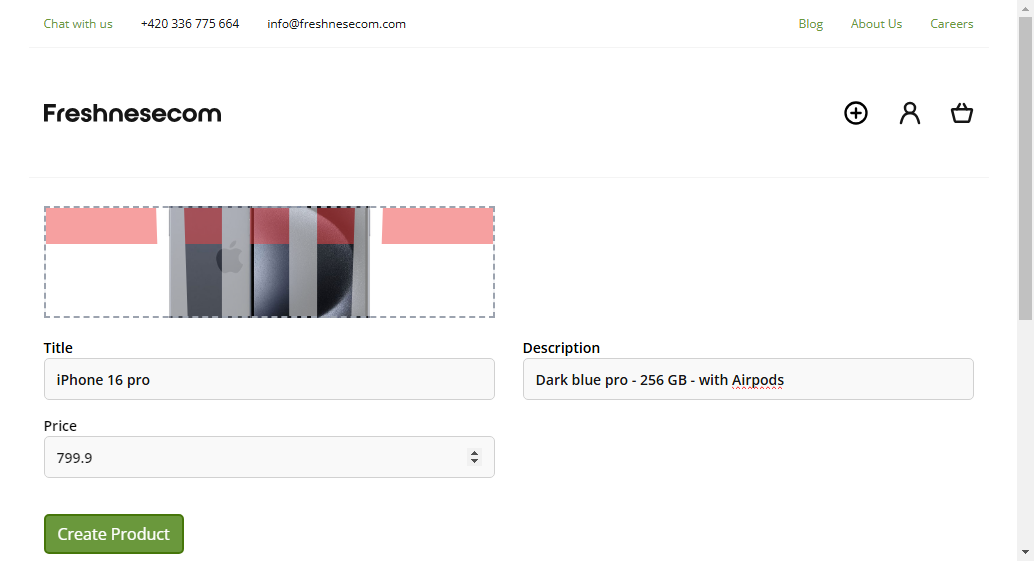 Chat with us +420 336 775 664 info@freshnesecom.com Blog About Us Careers
Freshnesecom
Title Description
iPhone 16 pro Dark blue pro - 256 GB - with Airpods
Price
799.9
Create Product